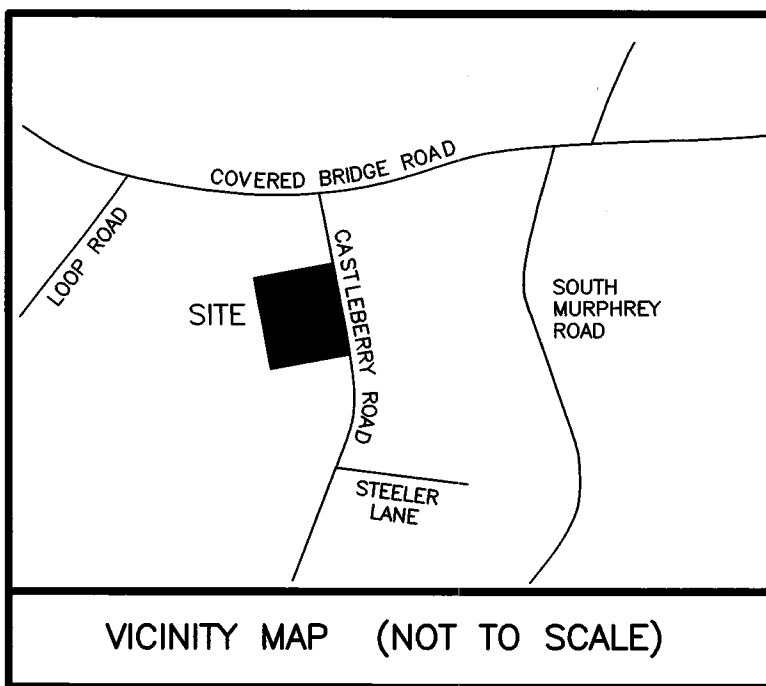 COVERED BRIDGE ROAD
LOOP ROAD
CASTLEBERRY ROAD
SITE
SOUTH
MURPHREY
ROAD
STEELER
LANE
VICINITY MAP (NOT TO SCALE)